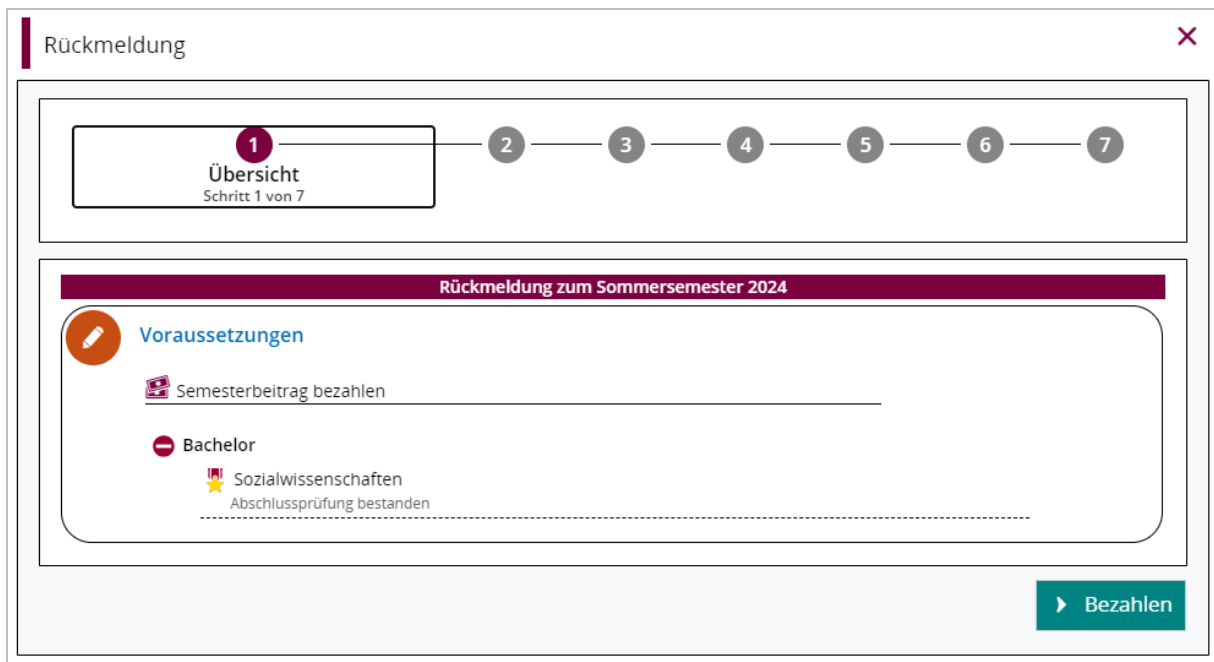 Rückmeldung
1
2
3
4
5
6
7
Übersicht
Schritt 1 von 7
Rückmeldung zum Sommersemester 2024
Voraussetzungen
Semesterbeitrag bezahlen
Bachelor
Sozialwissenschaften
Abschlussprüfung bestanden
Bezahlen